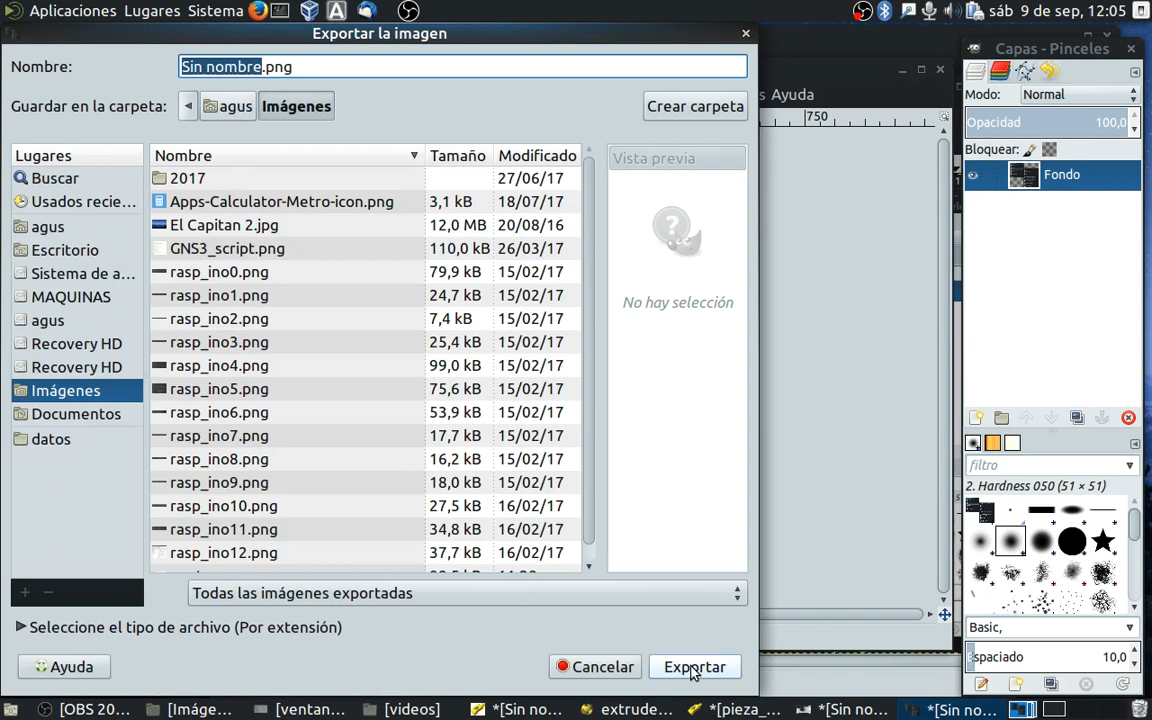 Aplicaciones Lugares Sistema
sáb 9 de sep, 12:05
Exportar la imagen
Nombre: Sin nombre.png
Guardar en la carpeta: agus Imágenes Crear carpeta
Lugares
Buscar
Usados recie...
agus
Escritorio
Sistema de a...
MAQUINAS
agus
Recovery HD
Recovery HD
Imágenes
Documentos
datos
Nombre Tamaño Modificado
2017 27/06/17
Apps-Calculator-Metro-icon.png 3,1 kB 18/07/17
El Capitan 2.jpg 12,0 MB 20/08/16
GNS3_script.png 110,0 kB 26/03/17
rasp_ino0.png 79,9 kB 15/02/17
rasp_ino1.png 24,7 kB 15/02/17
rasp_ino2.png 7,4 kB 15/02/17
rasp_ino3.png 25,4 kB 15/02/17
rasp_ino4.png 99,0 kB 15/02/17
rasp_ino5.png 75,6 kB 15/02/17
rasp_ino6.png 53,9 kB 15/02/17
rasp_ino7.png 17,7 kB 15/02/17
rasp_ino8.png 16,2 kB 15/02/17
rasp_ino9.png 18,0 kB 15/02/17
rasp_ino10.png 27,5 kB 16/02/17
rasp_ino11.png 34,8 kB 16/02/17
rasp_ino12.png 37,7 kB 16/02/17
Vista previa
No hay selección
Todas las imágenes exportadas
Seleccione el tipo de archivo (Por extensión)
Ayuda Cancelar Exportar
s Ayuda
750
Capas - Pinceles
Modo: Normal
Opacidad 100,0
Bloquear:
Fondo
filtro
2. Hardness 050 (51 × 51)
Basic,
spaciado 10,0
[OBS 20... [Imáge... [ventan... [videos] *[Sin no... extrude... *[pieza_... *[Sin no... *[Sin no...